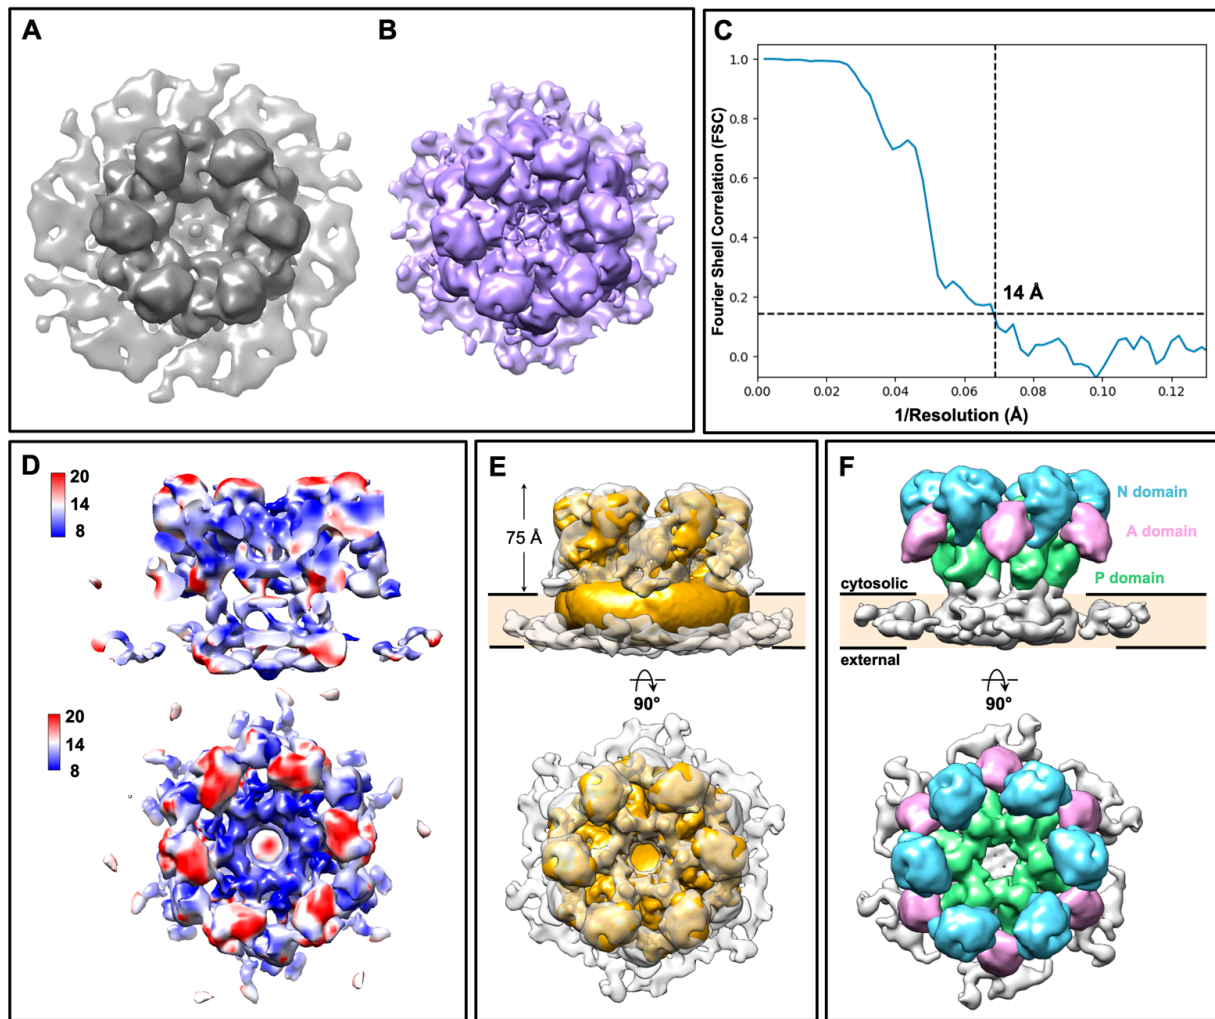 A
B
C
1.0
0.8
0.6
0.4
0.2
0.0
Fourier Shell Correlation (FSC)
14 Å
0.00
0.02
0.04
0.06
0.08
0.10
0.12
1/Resolution (Å)
D
20
14
8
20
14
8
E
75 Å
90°
F
N domain
A domain
P domain
cytosolic
external
90°